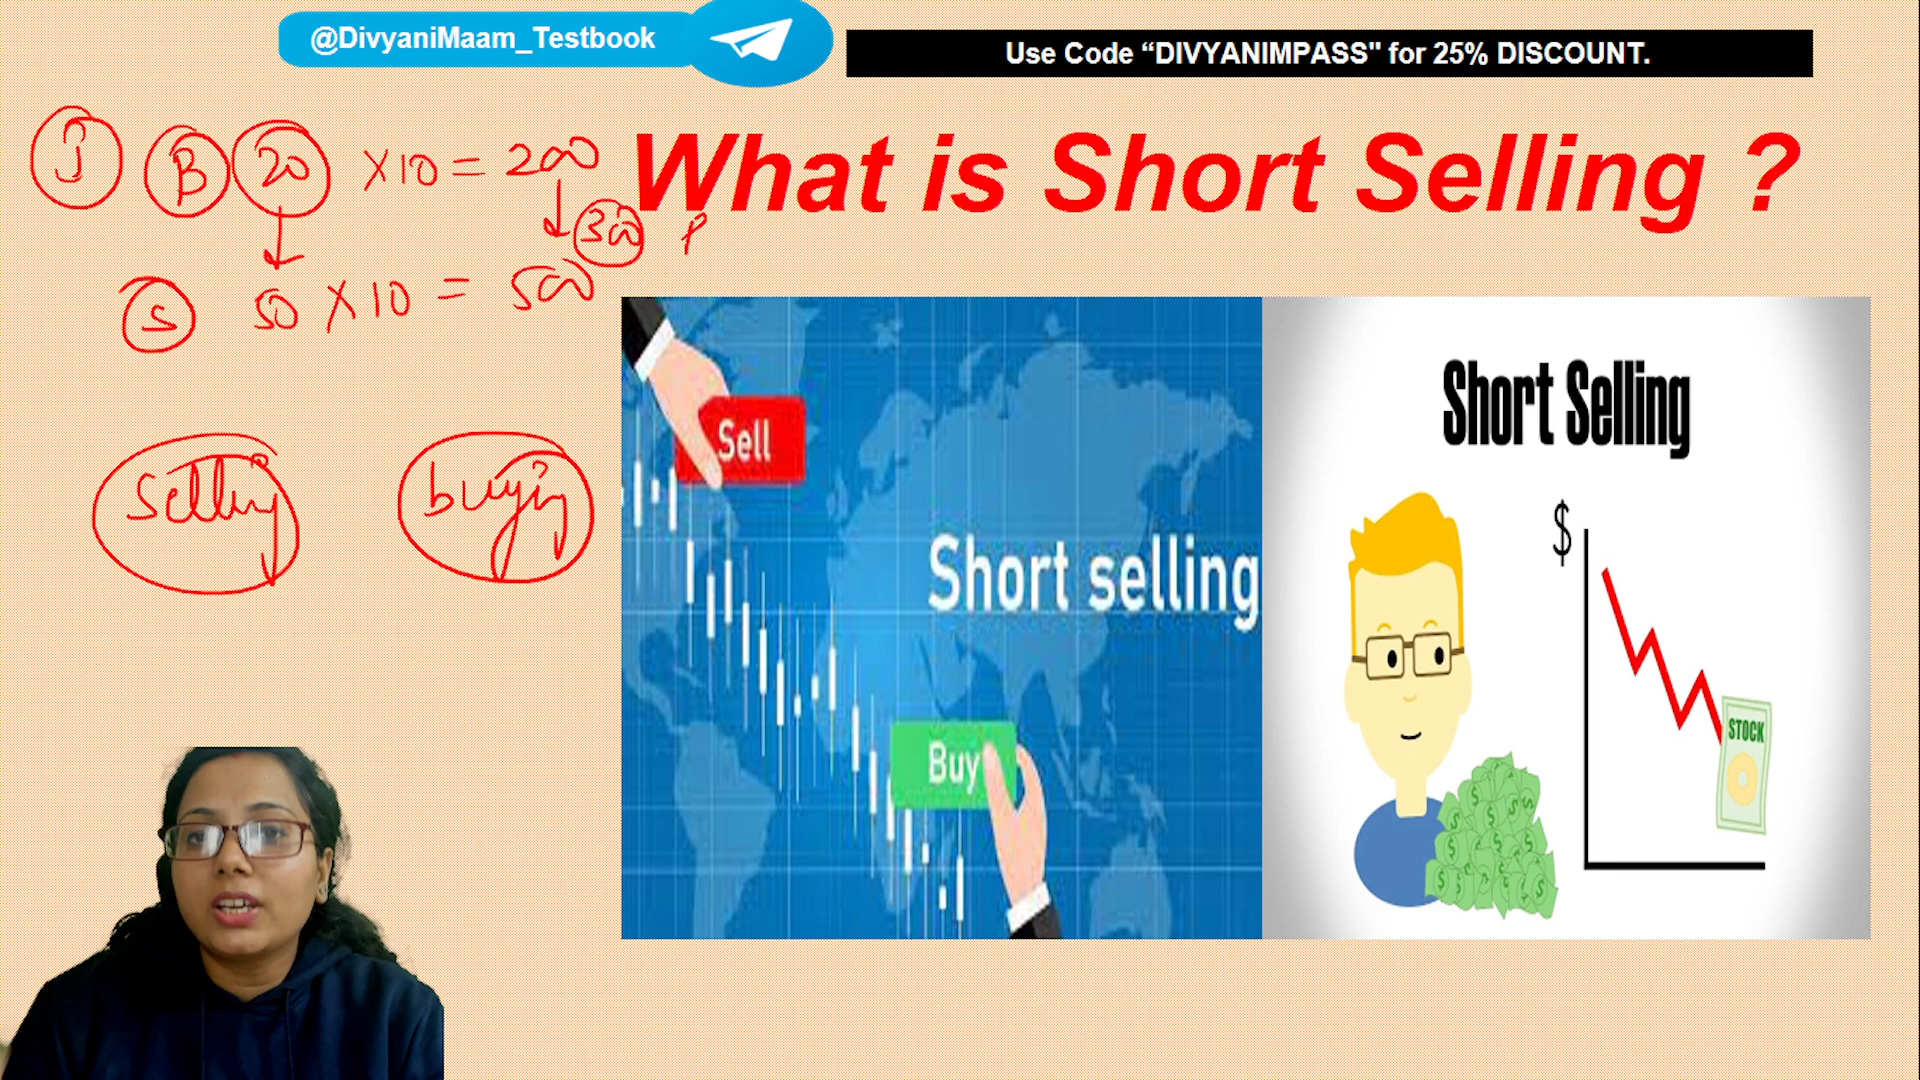 @DivyaniMaam_Testbook
Use Code “DIVYANIMPASS" for 25% DISCOUNT.
What is Short Selling ?
J B 20 X10 = 200
300 P
S 50 X 10 = 500
Selling buying
Sell
Short selling
Buy
Short Selling
$
STOCK